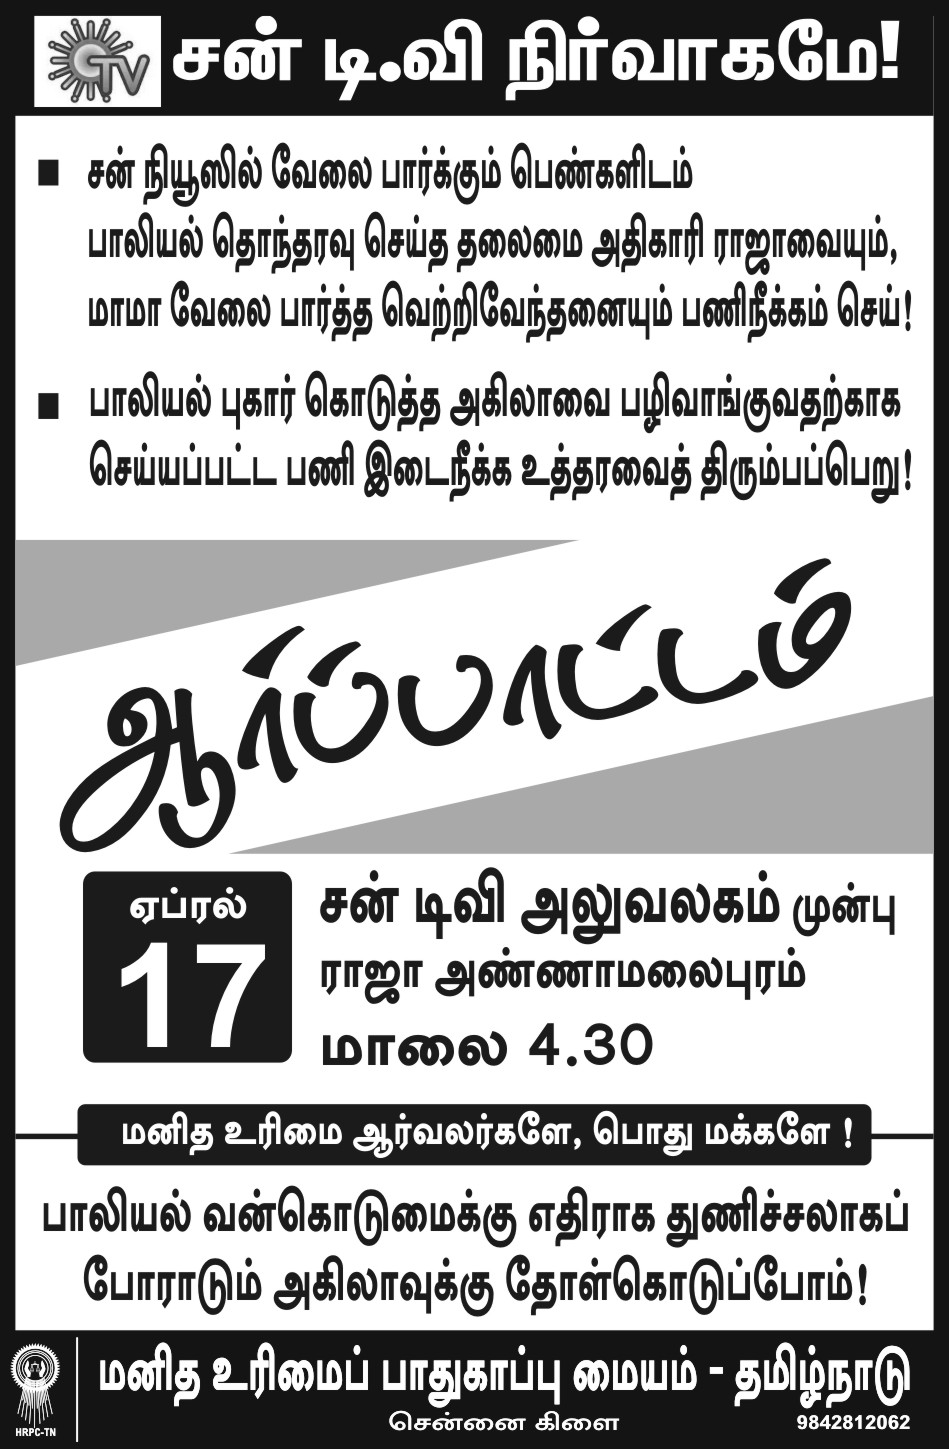 TV சன் டி.வி நிர்வாகமே!
■ சன் நியூஸில் வேலை பார்க்கும் பெண்களிடம்
பாலியல் தொந்தரவு செய்த தலைமை அதிகாரி ராஜாவையும்,
மாமா வேலை பார்த்த வெற்றிவேந்தனையும் பணிநீக்கம் செய்!
■ பாலியல் புகார் கொடுத்த அகிலாவை பழிவாங்குவதற்காக
செய்யப்பட்ட பணி இடைநீக்க உத்தரவைத் திரும்பப்பெறு!
ஆர்ப்பாட்டம்
ஏப்ரல்
17
சன் டிவி அலுவலகம் முன்பு
ராஜா அண்ணாமலைபுரம்
மாலை 4.30
மனித உரிமை ஆர்வலர்களே, பொது மக்களே !
பாலியல் வன்கொடுமைக்கு எதிராக துணிச்சலாகப்
போராடும் அகிலாவுக்கு தோள்கொடுப்போம்!
மனித உரிமைப் பாதுகாப்பு மையம் - தமிழ்நாடு
HRPC-TN
சென்னை கிளை 9842812062